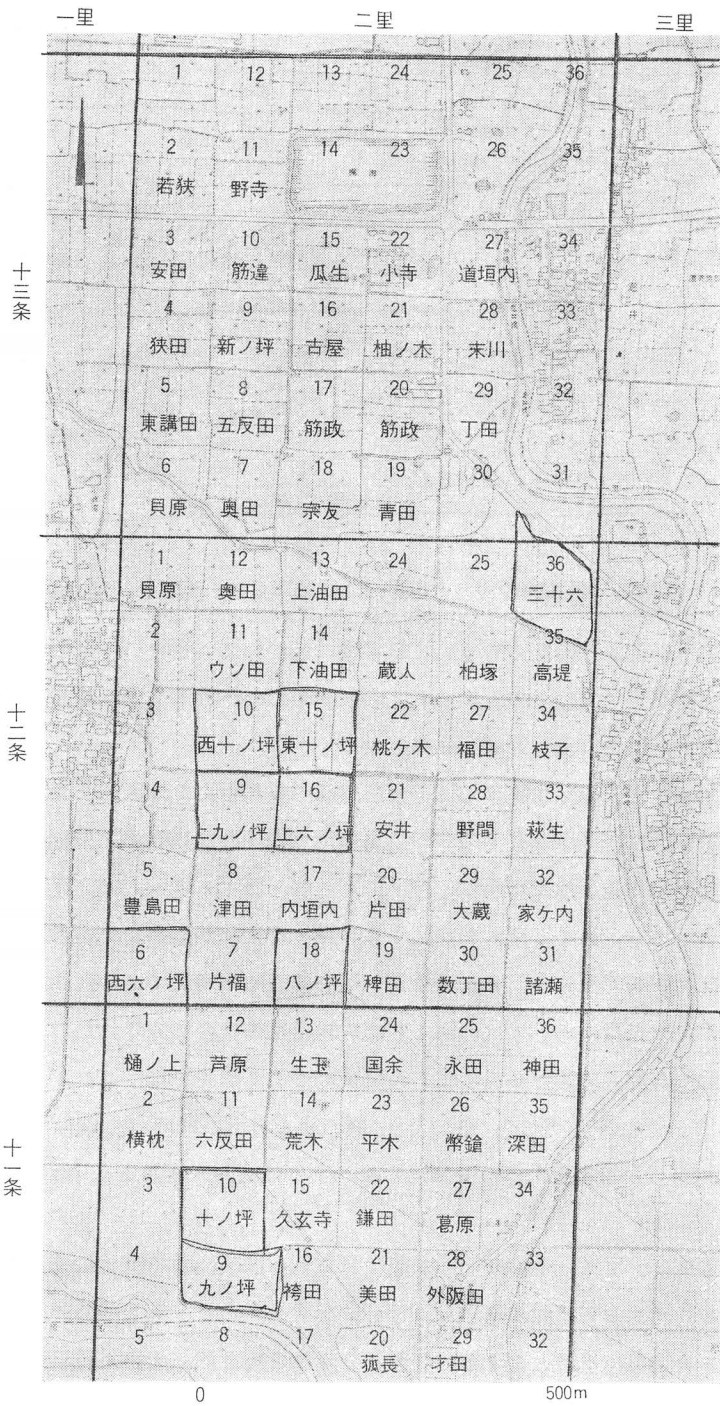 一里 二里 三里
十三条
1 12 13 24 25 36
2 11 14 23 26 35
若狭 野寺
3 10 15 22 27 34
安田 筋違 瓜生 小寺 道垣内
4 9 16 21 28 33
狭田 新ノ坪 古屋 柚ノ木 末川
5 8 17 20 29 32
東講田 五反田 筋政 筋政 丁田
6 7 18 19 30 31
貝原 奥田 宗友 青田
十二条
1 12 13 24 25 36
貝原 奥田 上油田 三十六
2 11 14 35
ウソ田 下油田 蔵人 柏塚 高堤
3 10 15 22 27 34
西十ノ坪 東十ノ坪 桃ケ木 福田 枝子
4 9 16 21 28 33
上九ノ坪 上六ノ坪 安井 野間 萩生
5 8 17 20 29 32
豊島田 津田 内垣内 片田 大蔵 家ケ内
6 7 18 19 30 31
西六ノ坪 片福 八ノ坪 稗田 数丁田 諸瀬
十一条
1 12 13 24 25 36
樋ノ上 芦原 生玉 国余 永田 神田
2 11 14 23 26 35
横枕 六反田 荒木 平木 幣鎗 深田
3 10 15 22 27 34
十ノ坪 久玄寺 鎌田 葛原
4 9 16 21 28 33
九ノ坪 袴田 美田 外阪田
5 8 17 20 29 32
菰長 才田
0 500m